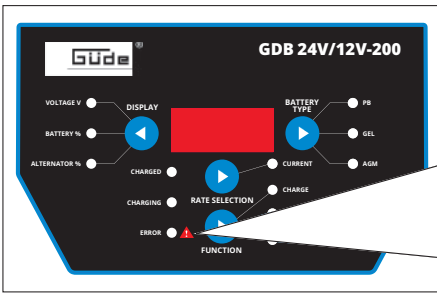 Güde ®
GDB 24V/12V-200
VOLTAGE V
DISPLAY
BATTERY TYPE
PB
BATTERY %
GEL
ALTERNATOR %
AGM
CHARGED
CURRENT
CHARGING
RATE SELECTION
CHARGE
ERROR
!
FUNCTION